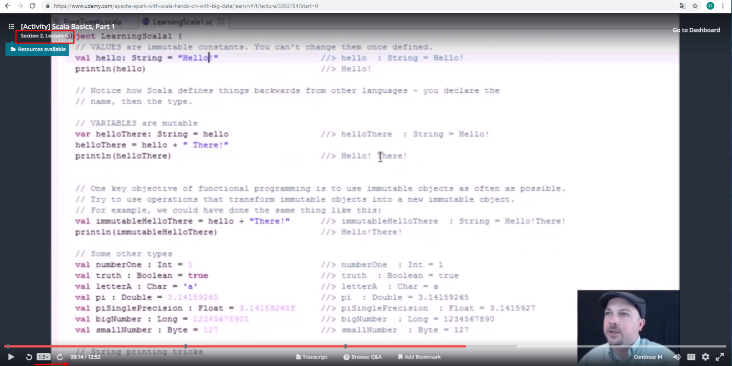 https://www.udemy.com/apache-spark-with-scala-hands-on-with-big-data/learn/v4/t/lecture/5363787?start=0
LearningScala1.sc
[Activity] Scala Basics, Part 1
Section 2, Lecture
Go to Dashboard
Resources available
object LearningScala1 {
// VALUES are immutable constants. You can't change them once defined.
val hello: String = "Hello!" //> hello : String = Hello!
println(hello) //> Hello!
// Notice how Scala defines things backwards from other languages - you declare the
// name, then the type.
// VARIABLES are mutable
var helloThere: String = hello //> helloThere : String = Hello!
helloThere = hello + " There!"
println(helloThere) //> Hello! There!
// One key objective of functional programming is to use immutable objects as often as possible.
// Try to use operations that transform immutable objects into a new immutable object.
// For example, we could have done the same thing like this:
val immutableHelloThere = hello + "There!" //> immutableHelloThere : String = Hello!There!
println(immutableHelloThere) //> Hello!There!
// Some other types
val numberOne : Int = 1 //> numberOne : Int = 1
val truth : Boolean = true //> truth : Boolean = true
val letterA : Char = 'a' //> letterA : Char = a
val pi : Double = 3.14159265 //> pi : Double = 3.14159265
val piSinglePrecision : Float = 3.14159265f //> piSinglePrecision : Float = 3.1415927
val bigNumber : Long = 1234567890l //> bigNumber : Long = 1234567890
val smallNumber : Byte = 127 //> smallNumber : Byte = 127
// String printing tricks
08:14 / 12:52
Transcript
Browse Q&A
Add Bookmark
Continue